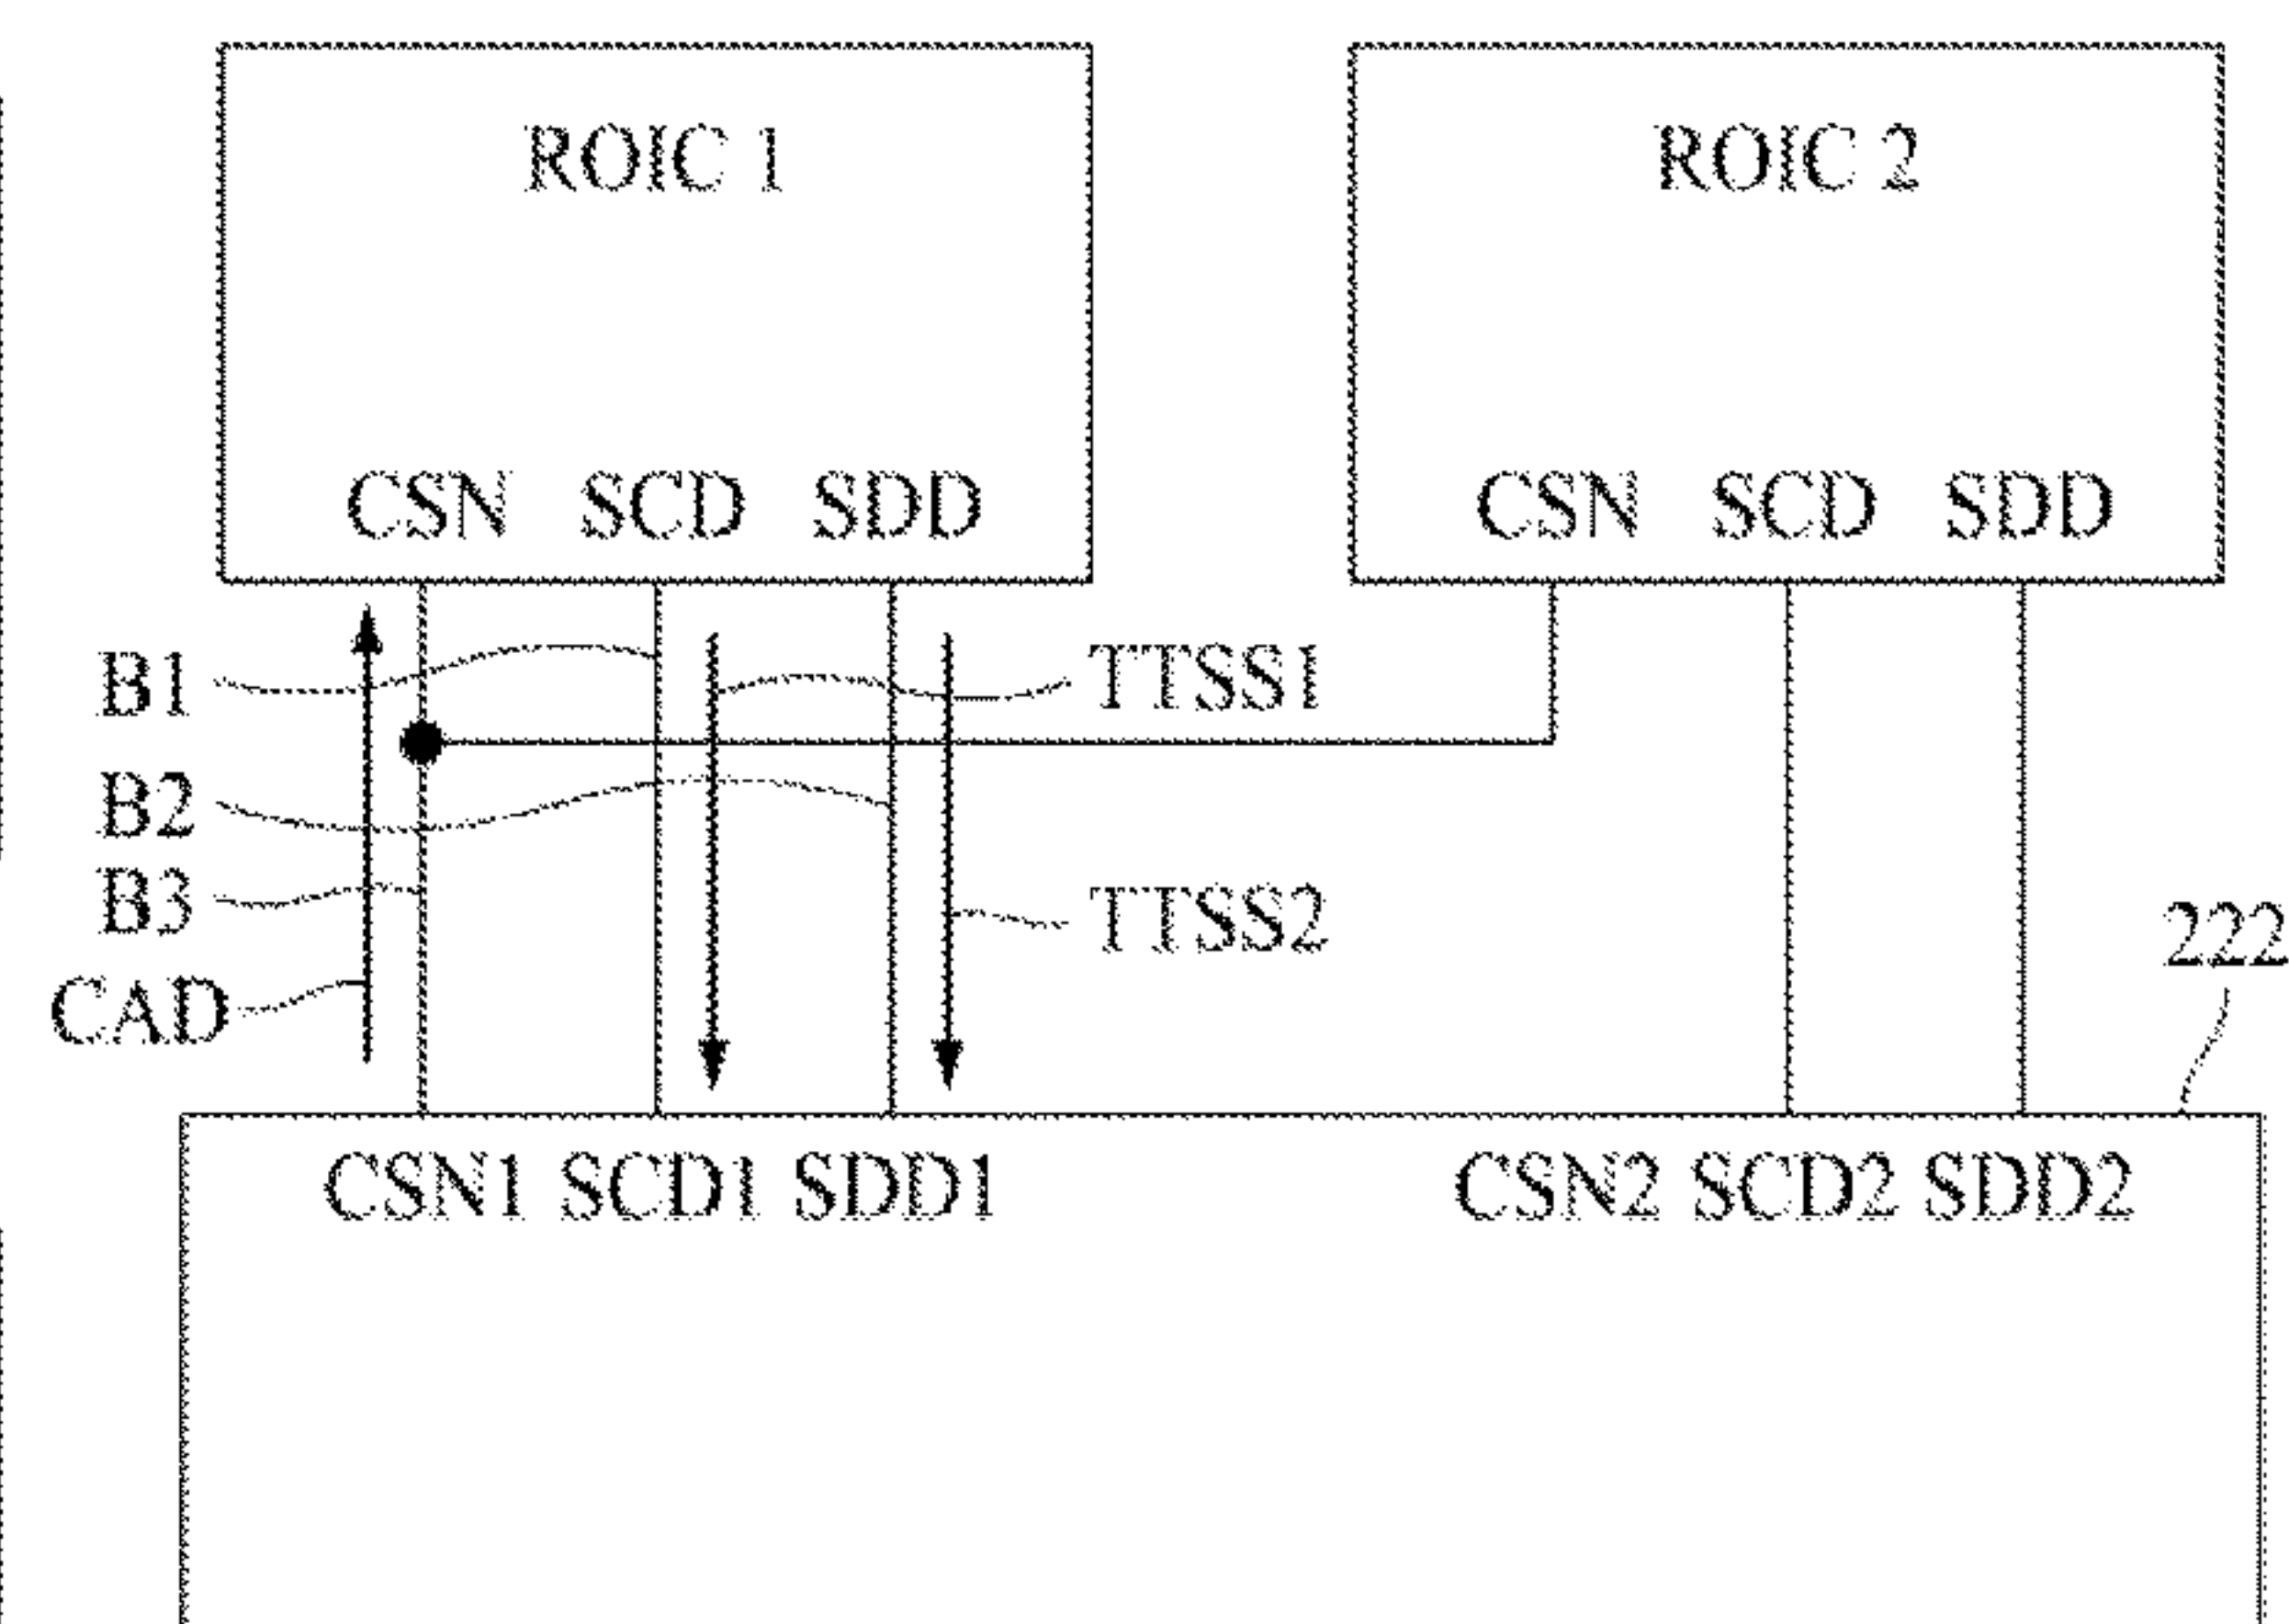 ROIC 1
ROIC 2
CSN SCD SDD
CSN SCD SDD
B1
TTSS1
B2
B3
TTSS2
222
CAD
CSN1 SCD1 SDD1
CSN2 SCD2 SDD2